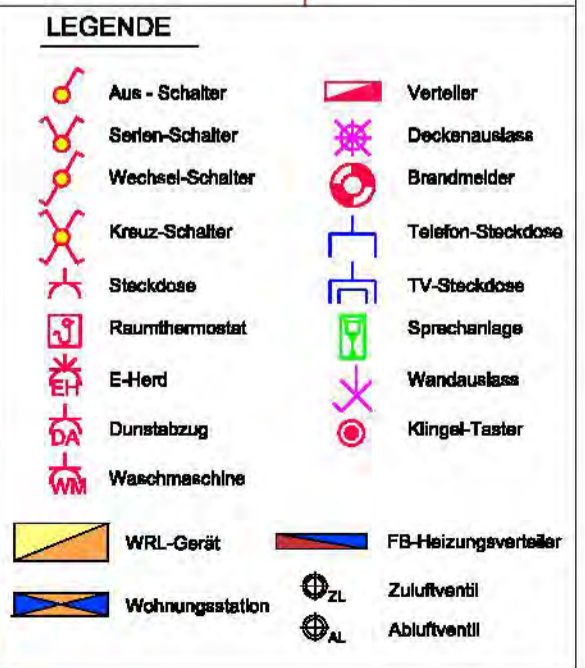 LEGENDE
Aus - Schalter
Serien-Schalter
Wechsel-Schalter
Kreuz-Schalter
Steckdose
Raumthermostat
EH E-Herd
DA Dunstabzug
WM Waschmaschine
Verteiler
Deckenauslass
Brandmelder
Telefon-Steckdose
TV-Steckdose
Sprechanlage
Wandauslass
Klingel-Taster
WRL-Gerät
Wohnungsstation
FB-Heizungsverteiler
ZL Zuluftventil
AL Abluftventil